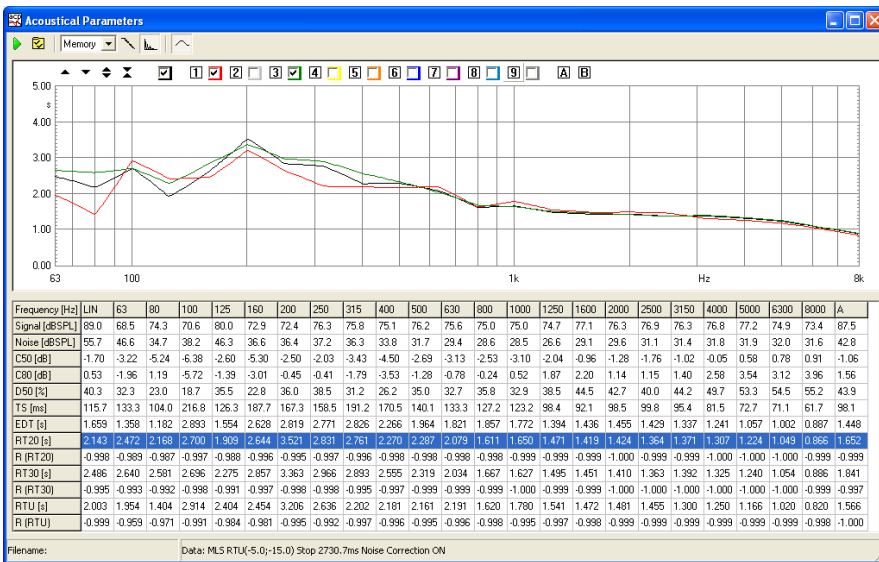 Acoustical Parameters
Memory
1 2 3 4 5 6 7 8 9 A B
5.00
s
4.00
3.00
2.00
1.00
0.00
63 100 1k Hz 8k
Frequency [Hz] LIN 63 80 100 125 160 200 250 315 400 500 630 800 1000 1250 1600 2000 2500 3150 4000 5000 6300 8000 A
Signal [dBSPL] 89.0 68.5 74.3 70.6 80.0 72.9 72.4 76.3 75.8 75.1 76.2 75.6 75.0 75.0 74.7 77.1 76.3 76.9 76.3 76.8 77.2 74.9 73.4 87.5
Noise [dBSPL] 55.7 46.6 34.7 38.2 46.3 36.6 36.4 37.2 36.3 33.8 31.7 29.4 28.6 28.5 26.6 29.1 29.6 31.1 31.4 31.8 31.9 32.0 31.6 42.8
C50 [dB] -1.70 -3.22 -5.24 -6.38 -2.60 -5.30 -2.50 -2.03 -3.43 -4.50 -2.69 -3.13 -2.53 -3.10 -2.04 -0.96 -1.28 -1.76 -1.02 -0.05 0.58 0.78 0.91 -1.06
C80 [dB] 0.53 -1.96 1.19 -5.72 -1.39 -3.01 -0.45 -0.41 -1.79 -3.53 -1.28 -0.78 -0.24 0.52 1.87 2.20 1.14 1.15 1.40 2.58 3.54 3.12 3.96 1.56
D50 [%] 40.3 32.3 23.0 18.7 35.5 22.8 36.0 38.5 31.2 26.2 35.0 32.7 35.8 32.9 38.5 44.5 42.7 40.0 44.2 49.7 53.3 54.5 55.2 43.9
TS [ms] 115.7 133.3 104.0 216.8 126.3 187.7 167.3 158.5 191.2 170.5 140.1 133.3 127.2 123.2 98.4 92.1 98.5 99.8 95.4 81.5 72.7 71.1 61.7 98.1
EDT [s] 1.659 1.358 1.182 2.893 1.554 2.628 2.819 2.771 2.826 2.266 1.964 1.821 1.857 1.772 1.394 1.436 1.455 1.429 1.337 1.241 1.057 1.002 0.887 1.448
RT20 [s] 2.143 2.472 2.168 2.700 1.909 2.644 3.521 2.831 2.761 2.270 2.287 2.079 1.611 1.650 1.471 1.419 1.424 1.364 1.371 1.307 1.224 1.049 0.866 1.652
R (RT20) -0.998 -0.989 -0.987 -0.997 -0.988 -0.990 -0.997 -0.998 -0.998 -0.994 -0.997 -0.999 -0.999 -0.999 -0.999 -0.999 -1.000 -0.999 -0.999 -1.000 -1.000 -0.999 -0.999 -0.998
RT30 [s] 2.486 2.640 2.581 2.696 2.275 2.857 3.363 2.966 2.893 2.555 2.319 2.034 1.667 1.627 1.495 1.451 1.410 1.363 1.392 1.325 1.240 1.054 0.886 1.841
R (RT30) -0.995 -0.993 -0.992 -0.998 -0.991 -0.997 -0.998 -0.998 -0.995 -0.997 -0.999 -0.999 -0.999 -1.000 -0.999 -0.999 -1.000 -1.000 -1.000 -1.000 -1.000 -0.999 -0.999 -0.997
RTU [s] 2.003 1.954 1.404 2.914 2.404 2.454 3.206 2.636 2.202 2.181 2.161 2.191 1.620 1.780 1.541 1.472 1.481 1.455 1.300 1.250 1.166 1.020 0.820 1.566
R (RTU) -0.999 -0.959 -0.971 -0.991 -0.984 -0.981 -0.995 -0.992 -0.997 -0.996 -0.995 -0.996 -0.998 -0.995 -0.997 -0.998 -0.999 -0.999 -0.999 -0.999 -0.999 -0.999 -0.998 -1.000
Filename: Data: MLS RTU(-5.0;-15.0) Stop 2730.7ms Noise Correction ON